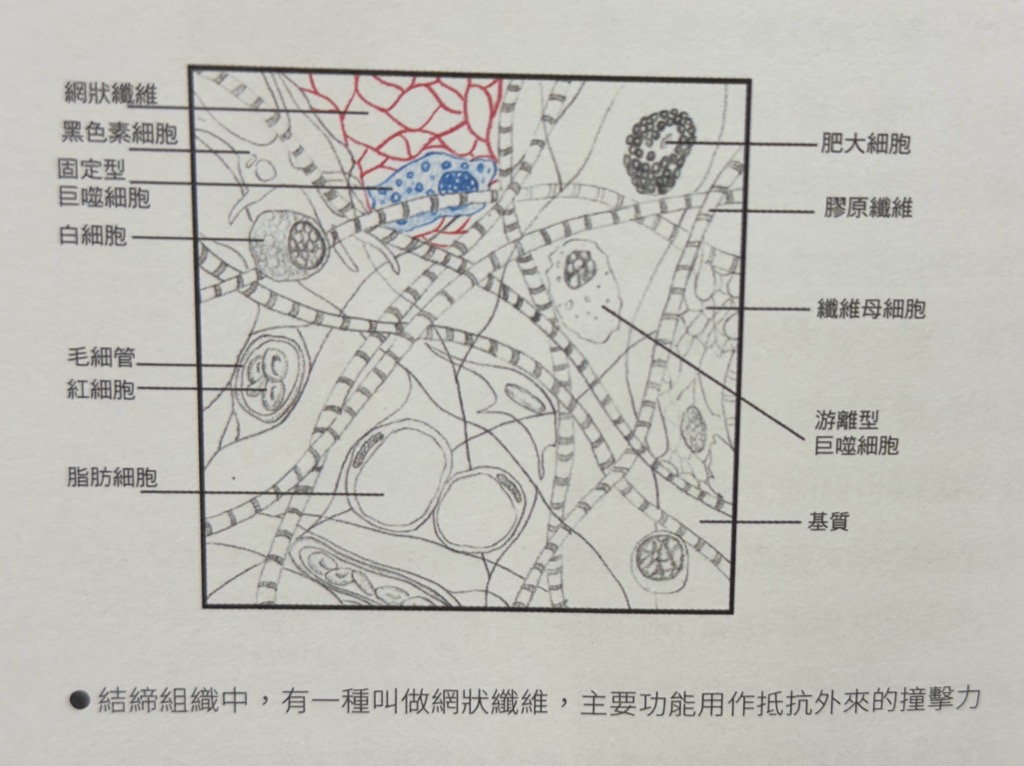 網狀纖維
黑色素細胞
固定型
巨噬細胞
白細胞
毛細管
紅細胞
脂肪細胞
肥大細胞
膠原纖維
纖維母細胞
游離型
巨噬細胞
基質
●結締組織中，有一種叫做網狀纖維，主要功能用作抵抗外來的撞擊力